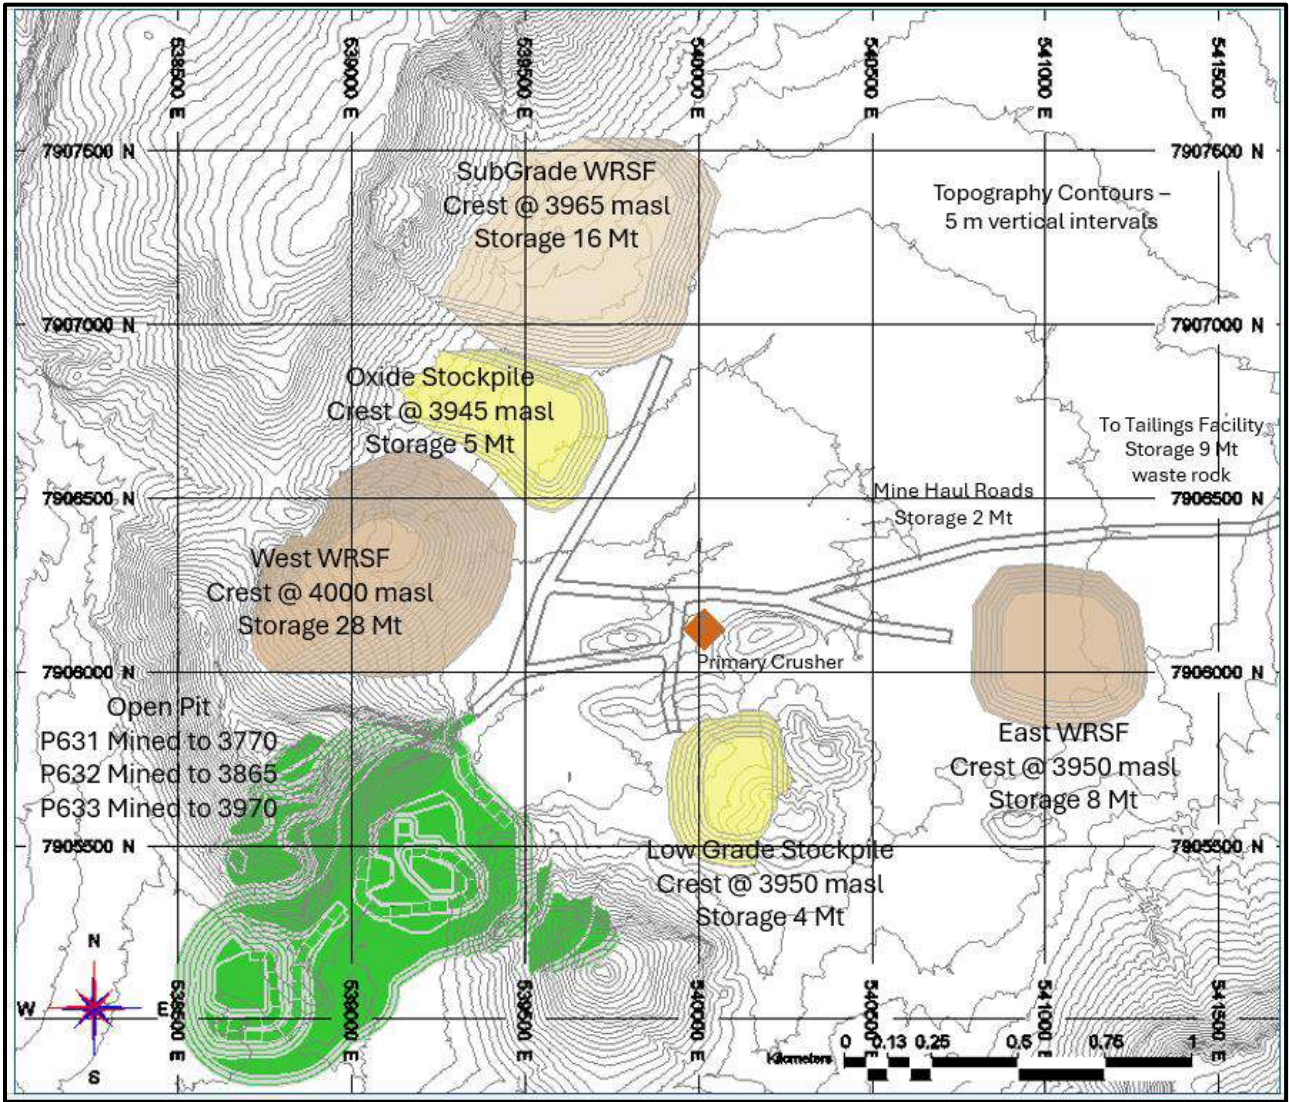 538500 E
539000 E
539500 E
540000 E
540500 E
541000 E
541500 E
7907500 N
7907500 N
SubGrade WRSF
Crest @ 3965 masl
Storage 16 Mt
Topography Contours –
5 m vertical intervals
7907000 N
7907000 N
Oxide Stockpile
Crest @ 3945 masl
Storage 5 Mt
To Tailings Facility
Storage 9 Mt
waste rock
7906500 N
7906500 N
Mine Haul Roads
Storage 2 Mt
West WRSF
Crest @ 4000 masl
Storage 28 Mt
Primary Crusher
7906000 N
7906000 N
Open Pit
P631 Mined to 3770
P632 Mined to 3865
P633 Mined to 3970
East WRSF
Crest @ 3950 masl
Storage 8 Mt
7905500 N
7905500 N
Low Grade Stockpile
Crest @ 3950 masl
Storage 4 Mt
N
W
E
S
538500 E
539000 E
539500 E
540000 E
540500 E
541000 E
541500 E
Kilometers
0 0.13 0.25 0.5 0.75 1